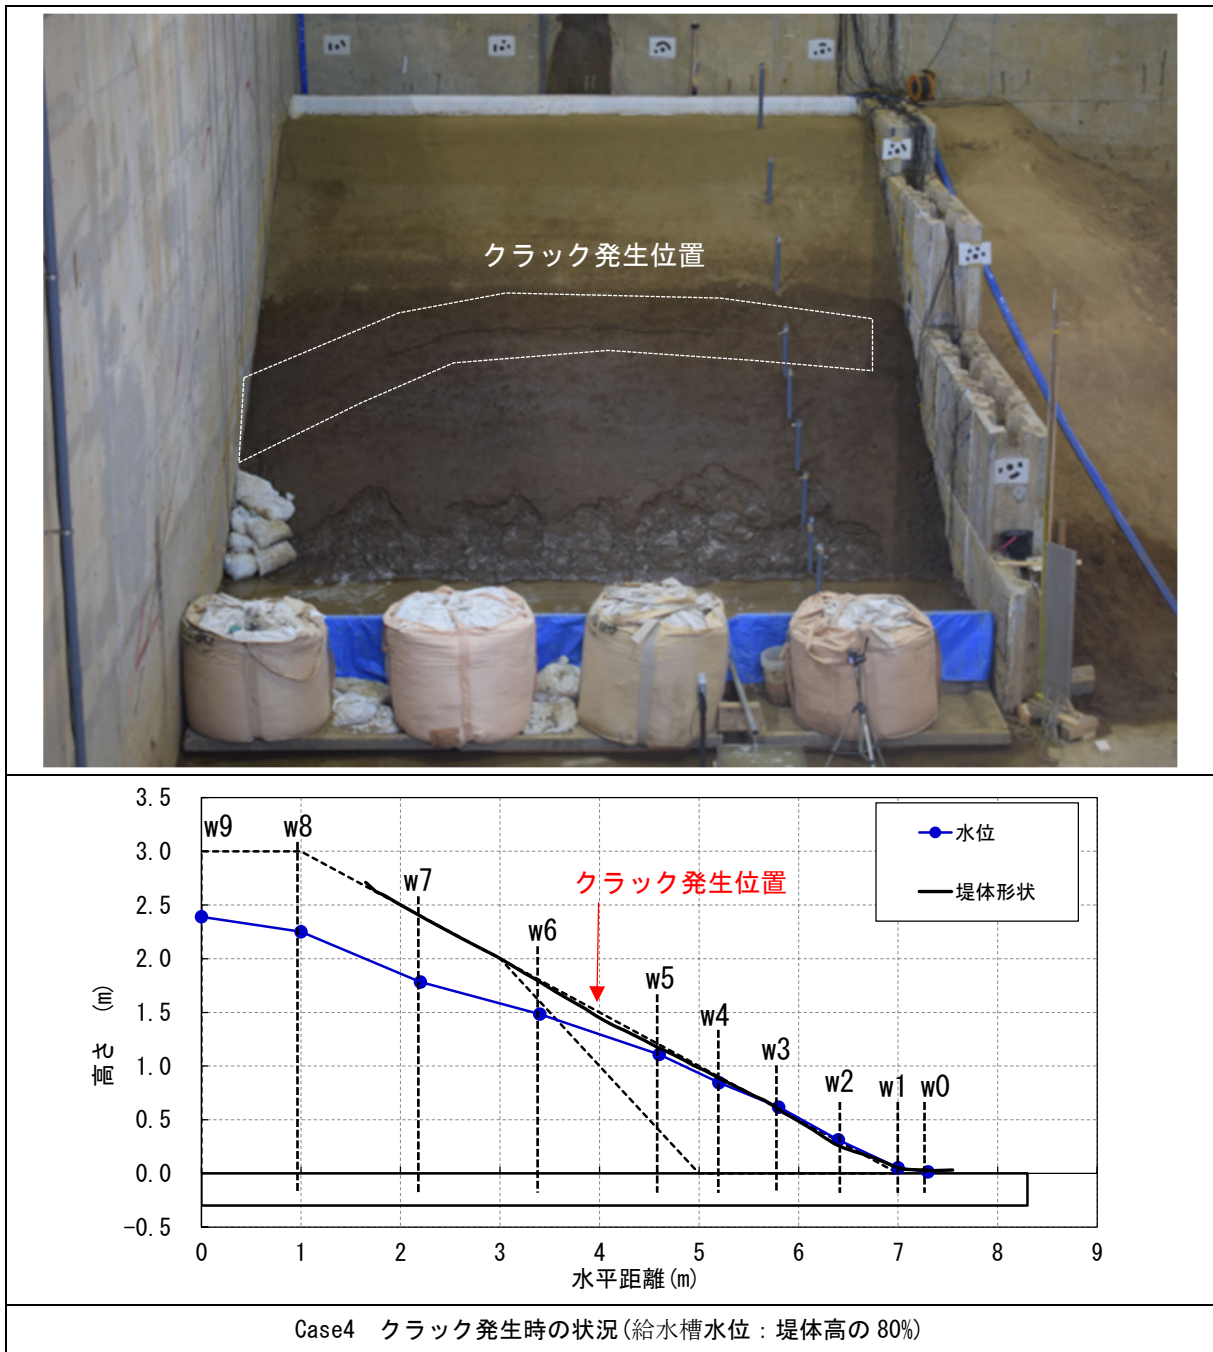 クラック発生位置
3.5
3.0
2.5
2.0
1.5
1.0
0.5
0.0
-0.5
高さ (m)
w9
w8
w7
w6
クラック発生位置
w5
w4
w3
w2
w1
w0
水位
堤体形状
0 1 2 3 4 5 6 7 8 9
水平距離(m)
Case4 クラック発生時の状況(給水槽水位：堤体高の 80%)